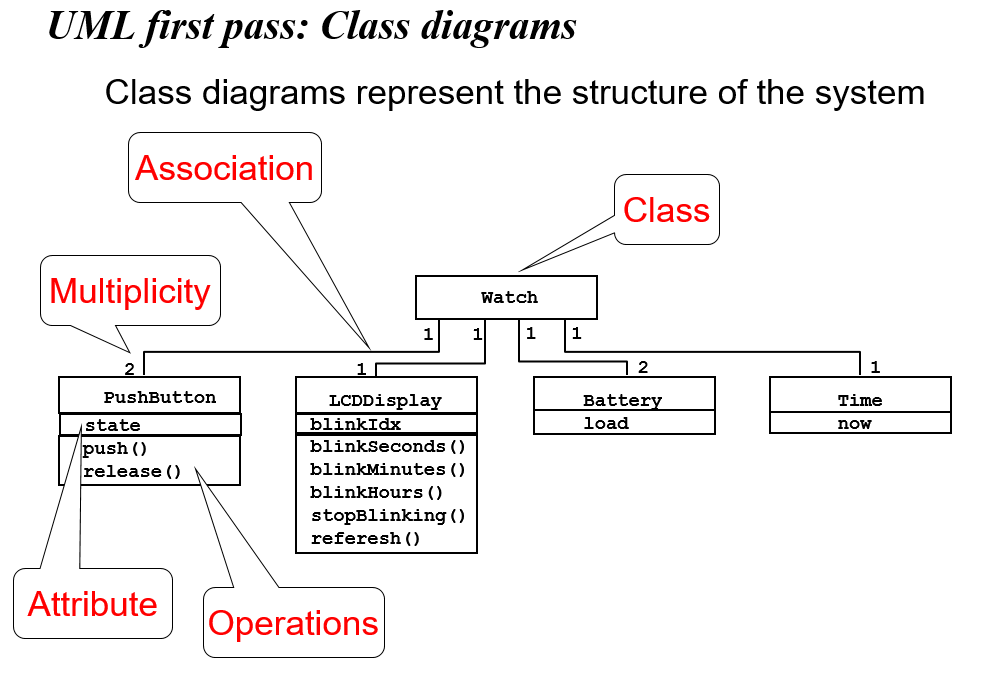 UML first pass: Class diagrams
Class diagrams represent the structure of the system
Association
Class
Multiplicity
Watch
1 1 1 1
2 1 2 1
PushButton
state
push()
release()
LCDDisplay
blinkIdx
blinkSeconds()
blinkMinutes()
blinkHours()
stopBlinking()
referesh()
Battery
load
Time
now
Attribute
Operations